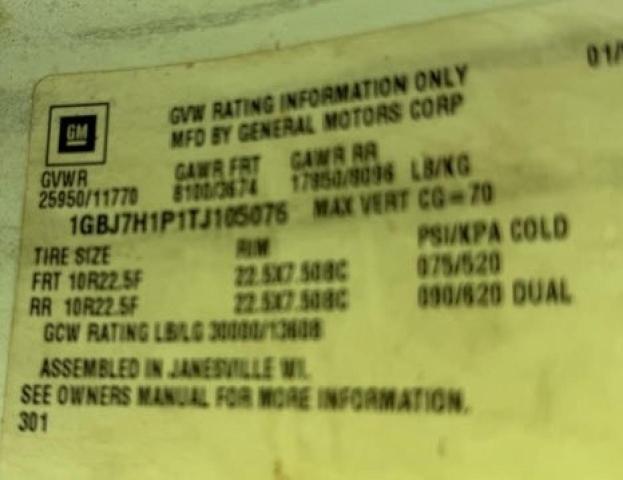 01/
GM
GVW RATING INFORMATION ONLY
MFD BY GENERAL MOTORS CORP
GVWR GAWR FRT GAWR RR
25950/11770 8100/3674 17850/8096 LB/KG
1GBJ7H1P1TJ105076 MAX VERT CG=70
TIRE SIZE RIM PSI/KPA COLD
FRT 10R22.5F 22.5X7.50BC 075/520
RR 10R22.5F 22.5X7.50BC 090/620 DUAL
GCW RATING LB/LG 30000/13608
ASSEMBLED IN JANESVILLE WI.
SEE OWNERS MANUAL FOR MORE INFORMATION.
301